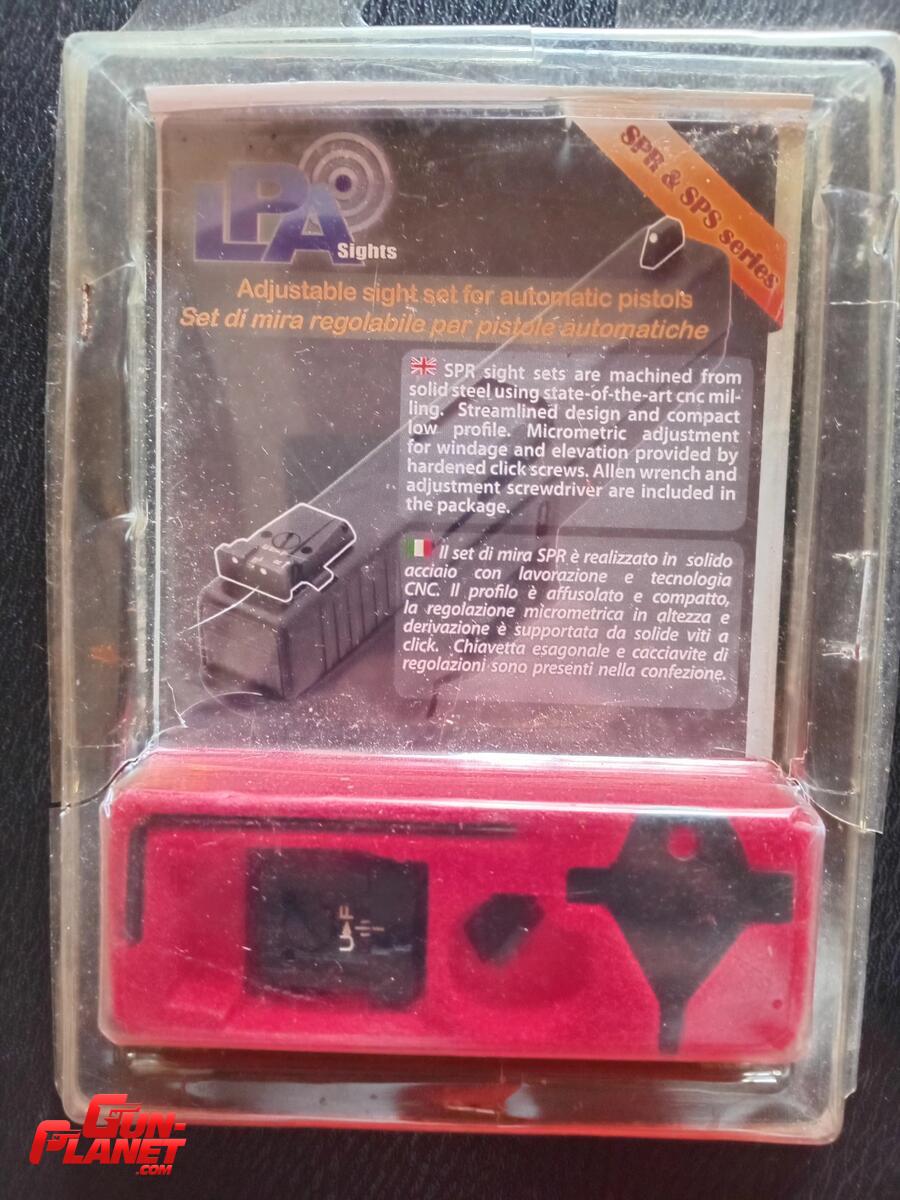 SPR & SPS series
LPA
Sights
Adjustable sight set for automatic pistols
Set di mira regolabile per pistole automatiche
SPR sight sets are machined from
solid steel using state-of-the-art cnc mil-
ling. Streamlined design and compact
low profile. Micrometric adjustment
for windage and elevation provided by
hardened click screws. Allen wrench and
adjustment screwdriver are included in
the package.
Il set di mira SPR è realizzato in solido
acciaio con lavorazione e tecnologia
CNC. Il profilo è affusolato e compatto,
la regolazione micrometrica in altezza e
derivazione è supportata da solide viti a
click. Chiavetta esagonale e cacciavite di
regolazioni sono presenti nella confezione.
U
F
GUN-
PLANET
.COM